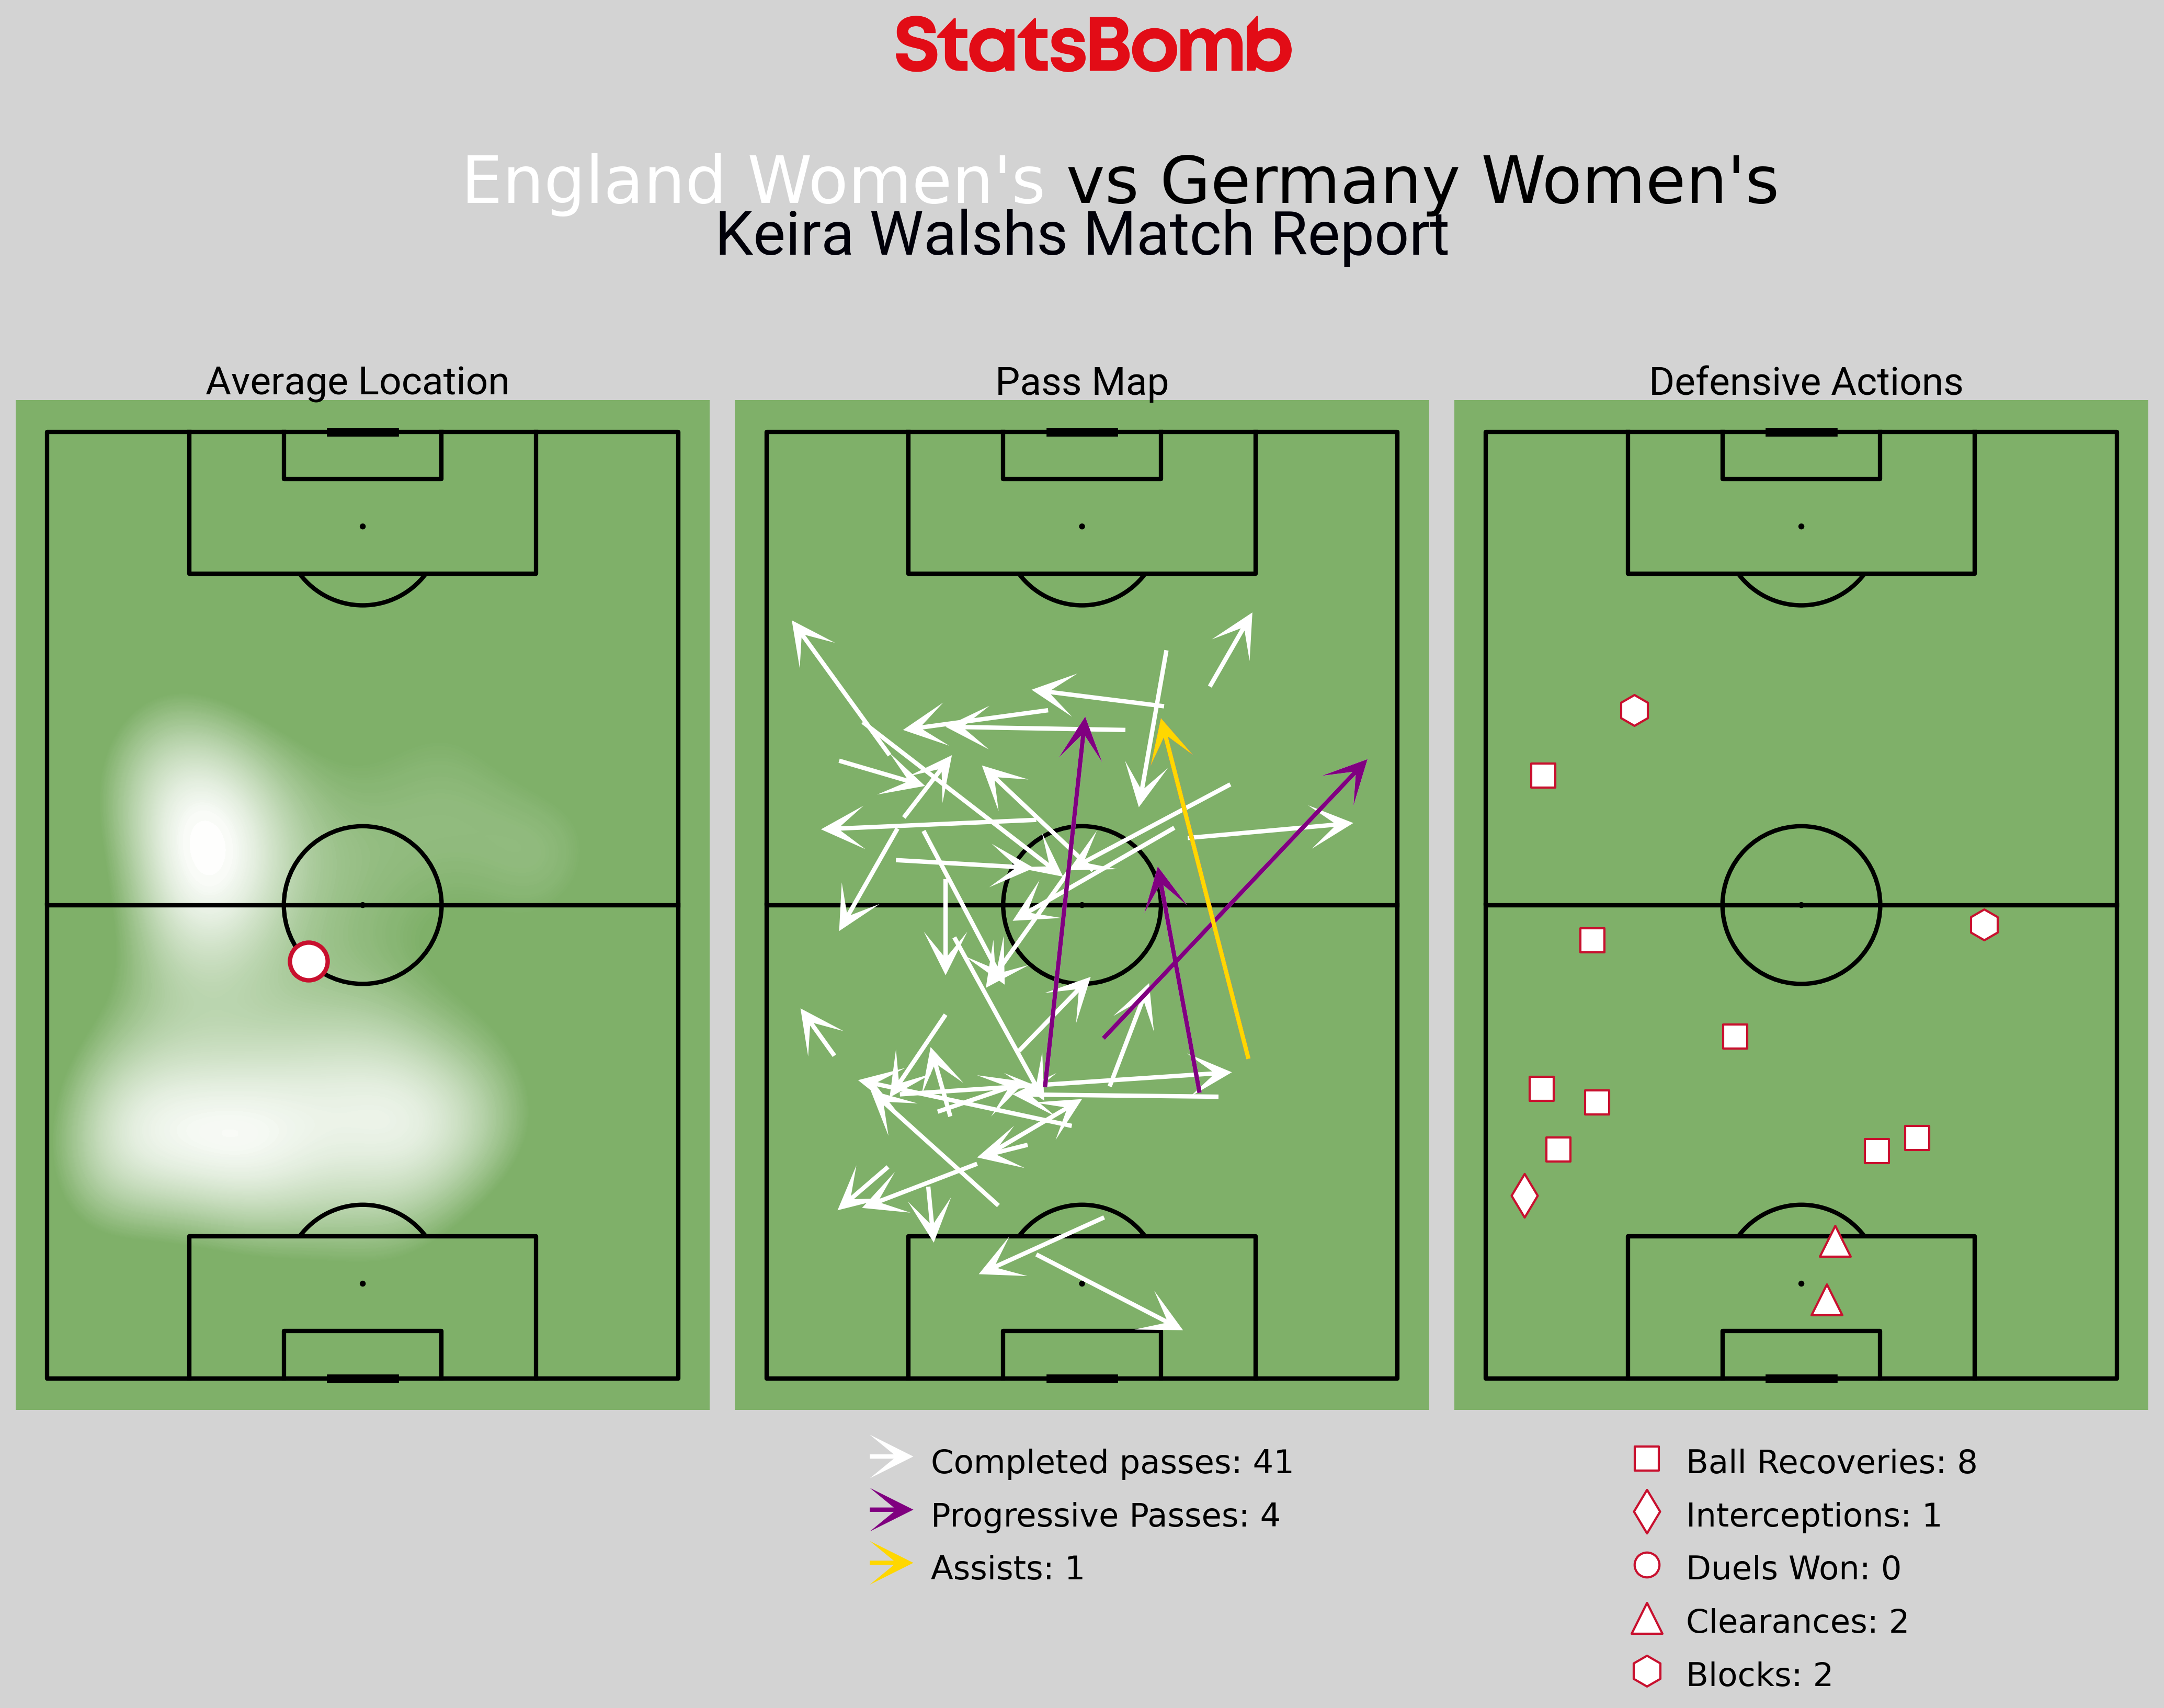 StatsBomb
England Women's vs Germany Women's
Keira Walshs Match Report
Average Location
Pass Map
Defensive Actions
Completed passes: 41
Progressive Passes: 4
Assists: 1
Ball Recoveries: 8
Interceptions: 1
Duels Won: 0
Clearances: 2
Blocks: 2